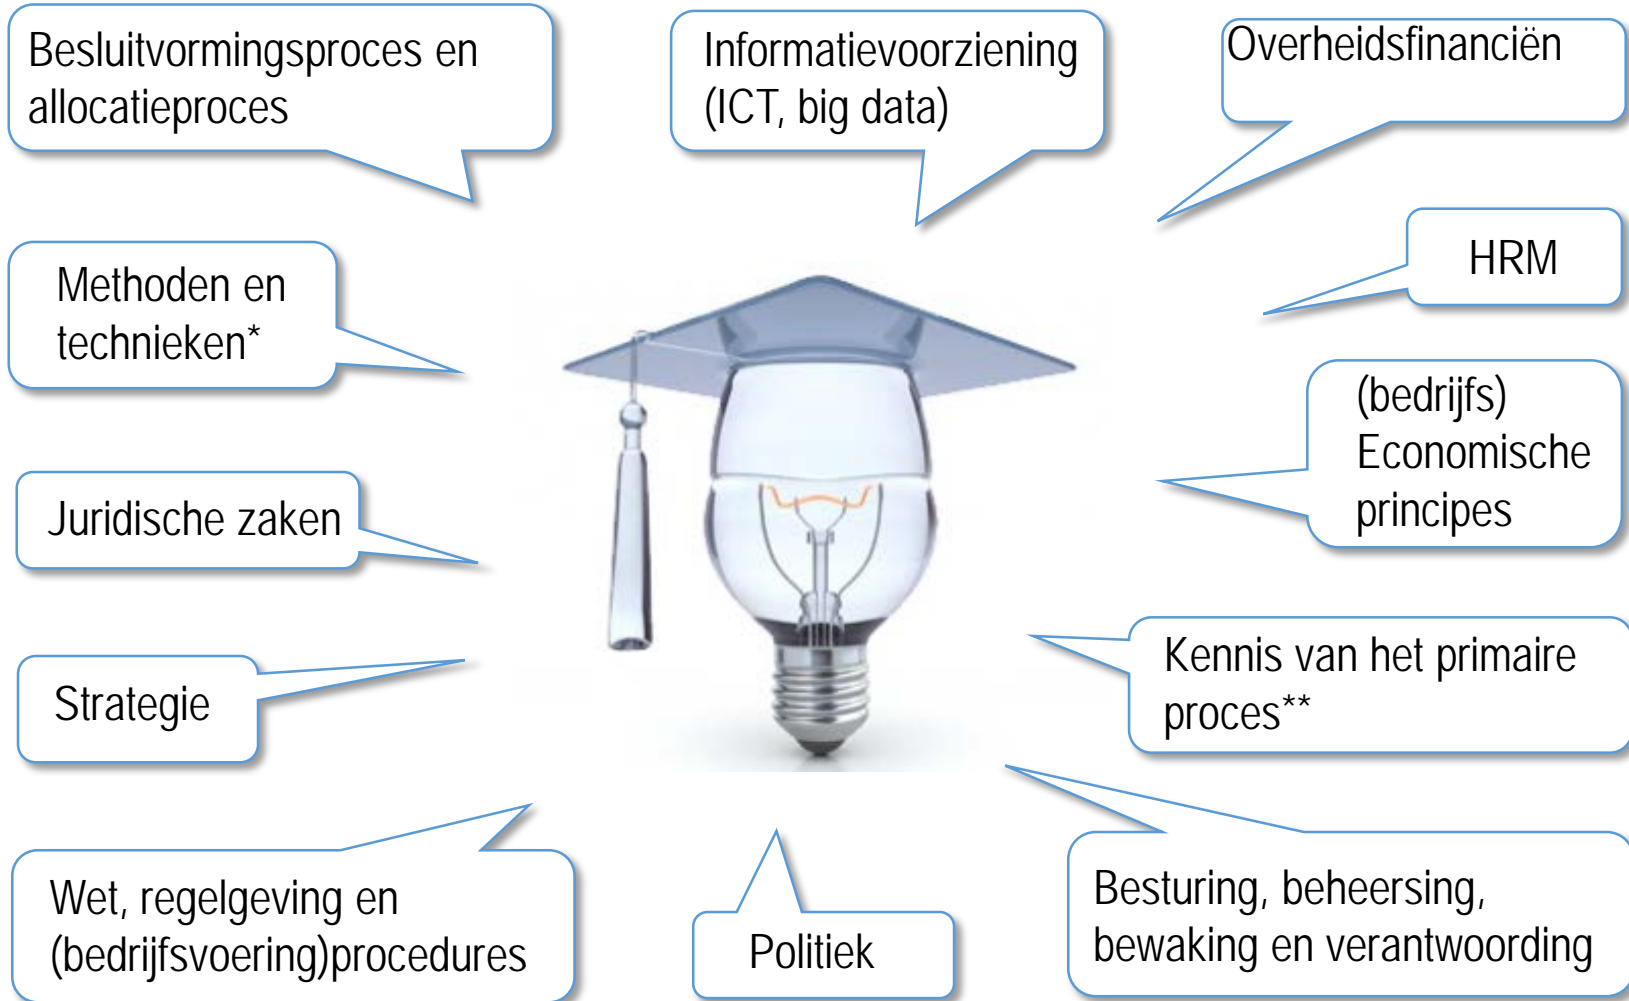 Besluitvormingsproces en
allocatieproces
Informatievoorziening
(ICT, big data)
Overheidsfinanciën
Methoden en
technieken*
HRM
(bedrijfs)
Economische
principes
Juridische zaken
Kennis van het primaire
proces**
Strategie
Wet, regelgeving en
(bedrijfsvoering)procedures
Politiek
Besturing, beheersing,
bewaking en verantwoording